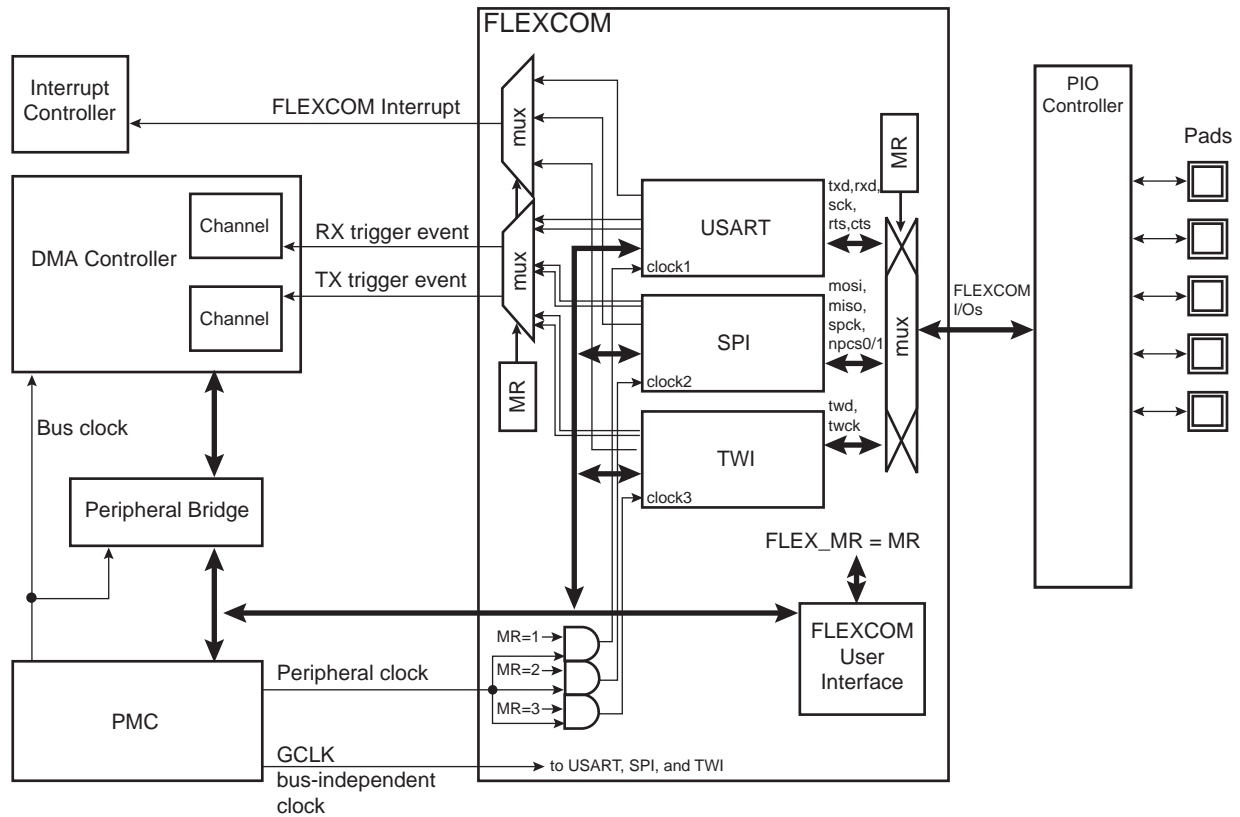 FLEXCOM
Interrupt
Controller
FLEXCOM Interrupt
mux
MR
PIO
Controller
Pads
DMA Controller
Channel
Channel
RX trigger event
TX trigger event
mux
MR
USART
clock1
txd,rxd,
sck,
rts,cts
SPI
clock2
mosi,
miso,
spck,
npcs0/1
TWI
clock3
twd,
twck
mux
FLEXCOM
I/Os
Bus clock
Peripheral Bridge
FLEX_MR = MR
FLEXCOM
User
Interface
MR=1
MR=2
MR=3
Peripheral clock
PMC
GCLK
bus-independent
clock
to USART, SPI, and TWI